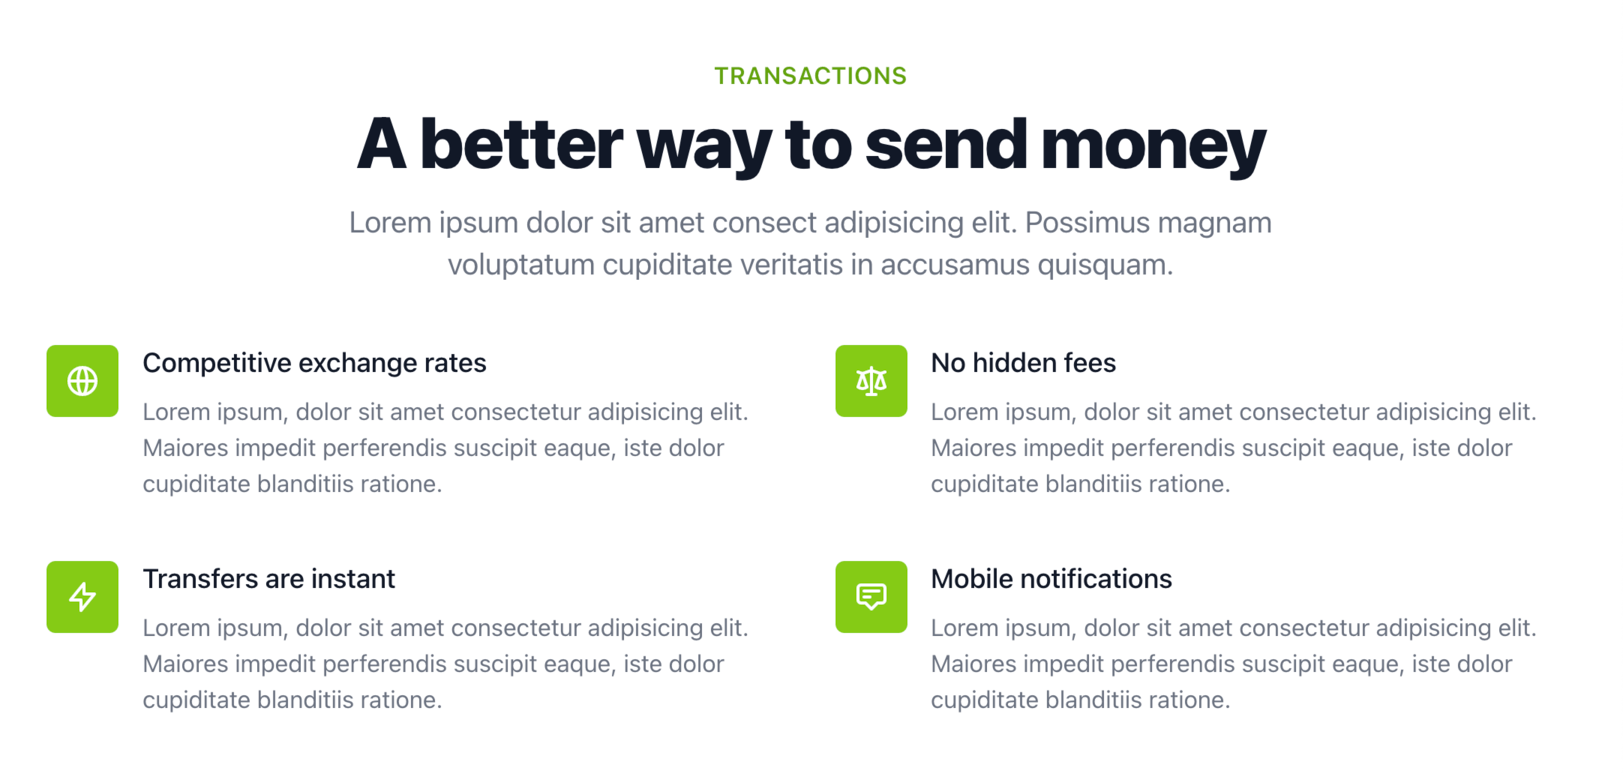 TRANSACTIONS
A better way to send money
Lorem ipsum dolor sit amet consect adipisicing elit. Possimus magnam
voluptatum cupiditate veritatis in accusamus quisquam.
Competitive exchange rates
Lorem ipsum, dolor sit amet consectetur adipisicing elit.
Maiores impedit perferendis suscipit eaque, iste dolor
cupiditate blanditiis ratione.
No hidden fees
Lorem ipsum, dolor sit amet consectetur adipisicing elit.
Maiores impedit perferendis suscipit eaque, iste dolor
cupiditate blanditiis ratione.
Transfers are instant
Lorem ipsum, dolor sit amet consectetur adipisicing elit.
Maiores impedit perferendis suscipit eaque, iste dolor
cupiditate blanditiis ratione.
Mobile notifications
Lorem ipsum, dolor sit amet consectetur adipisicing elit.
Maiores impedit perferendis suscipit eaque, iste dolor
cupiditate blanditiis ratione.